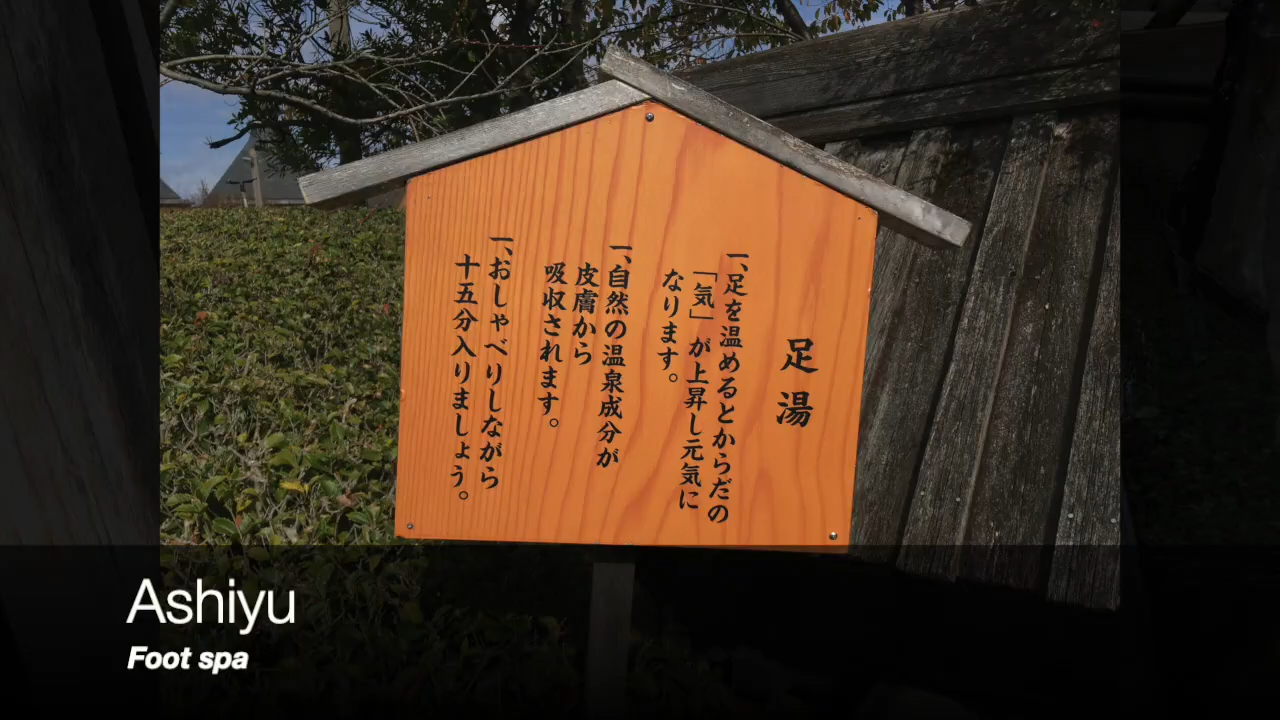 足湯
一、足を温めるとからだの
「気」が上昇し元気に
なります。
一、自然の温泉成分が
皮膚から
吸収されます。
一、おしゃべりしながら
十五分入りましょう。
Ashiyu
Foot spa